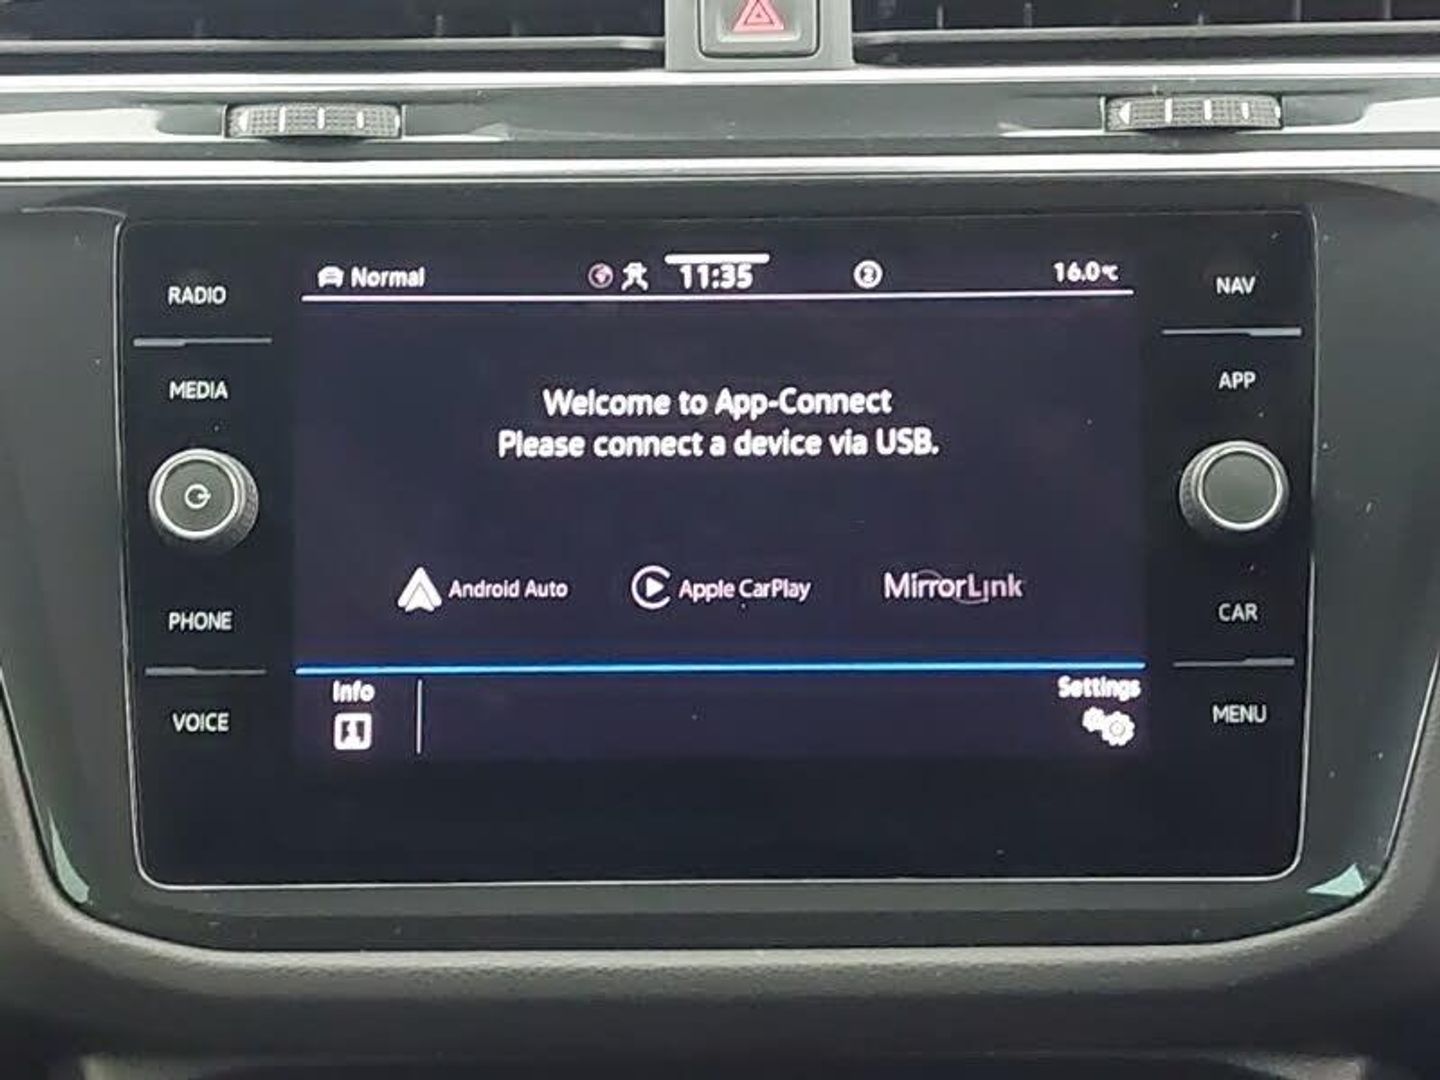 RADIO
MEDIA
PHONE
VOICE
Normal
11:35
2
16.0°C
Welcome to App-Connect
Please connect a device via USB.
Android Auto
Apple CarPlay
MirrorLink
Info
Settings
NAV
APP
CAR
MENU